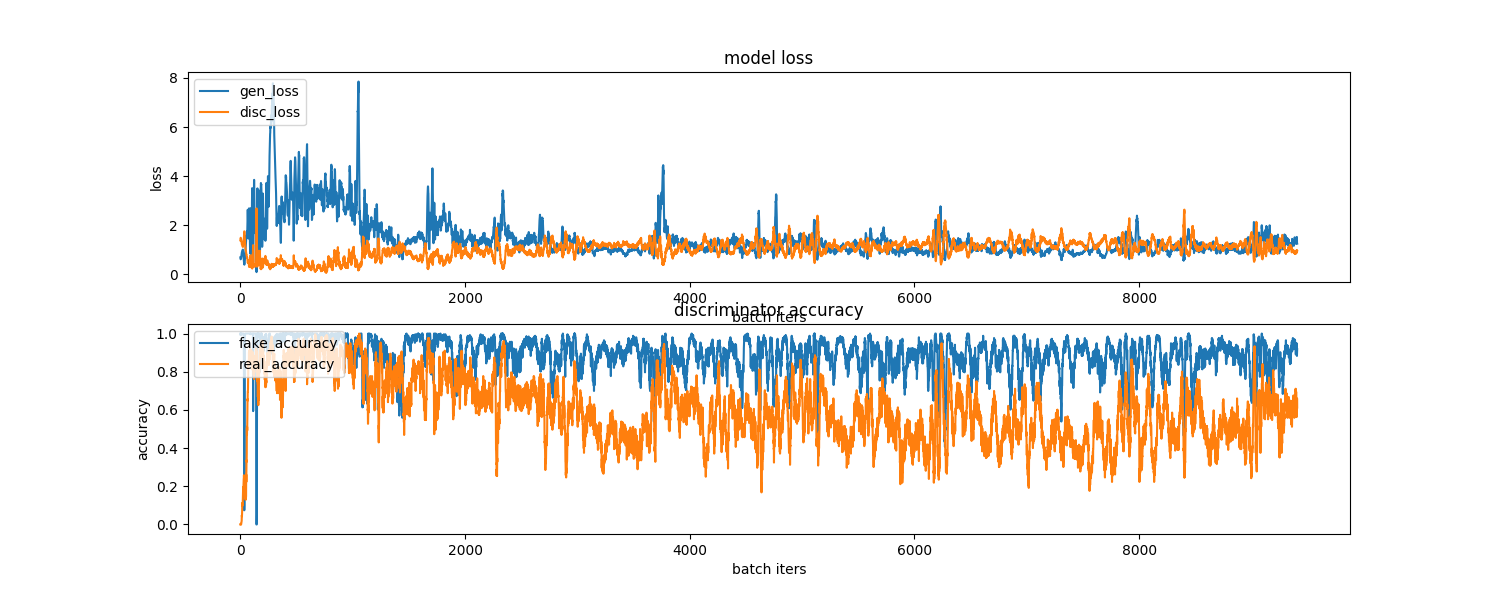 model loss
8
6
4
2
0
loss
gen_loss
disc_loss
0 2000 4000 6000 8000
batch iters
discriminator accuracy
1.0
0.8
0.6
0.4
0.2
0.0
accuracy
fake_accuracy
real_accuracy
0 2000 4000 6000 8000
batch iters